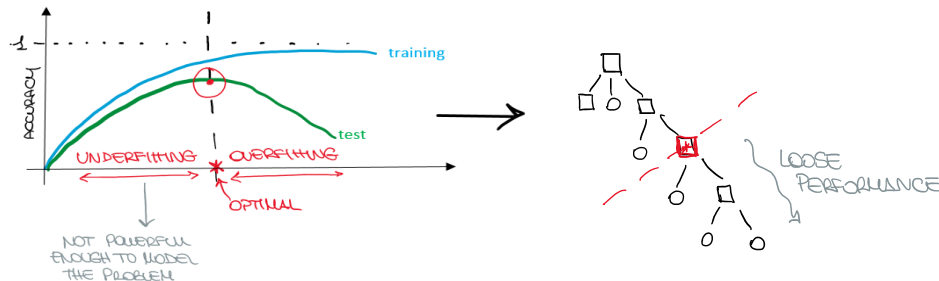 1
ACCURACY
training
test
UNDERFITTING
OVERFITTING
OPTIMAL
NOT POWERFUL
ENOUGH TO MODEL
THE PROBLEM
LOOSE
PERFORMANCE